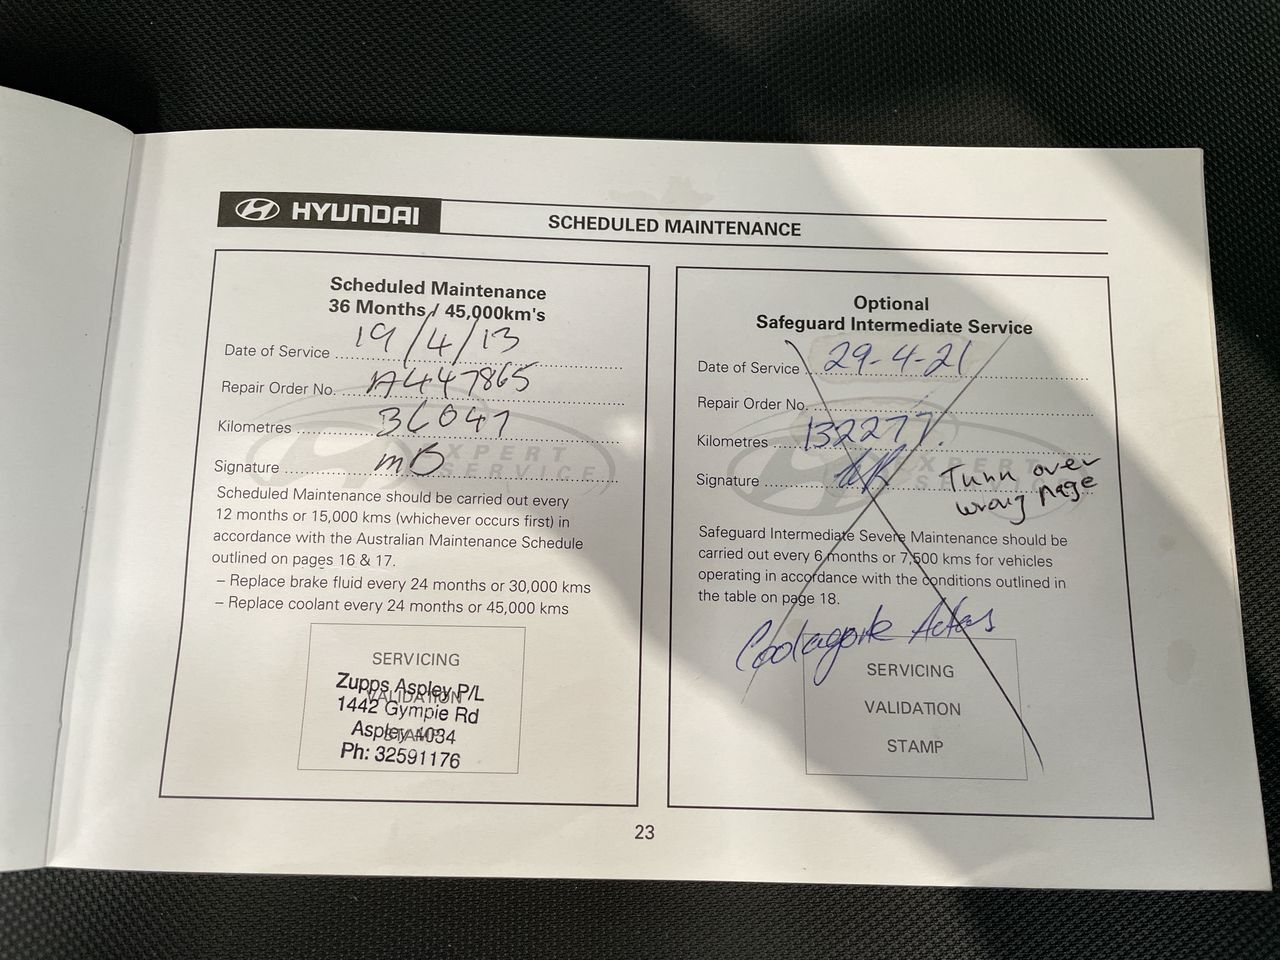 HYUNDAI
SCHEDULED MAINTENANCE
Scheduled Maintenance
36 Months / 45,000km's
Date of Service 19/4/13
Repair Order No. A447865
Kilometres 36047
Signature mB
EXPERT
SERVICE
Scheduled Maintenance should be carried out every
12 months or 15,000 kms (whichever occurs first) in
accordance with the Australian Maintenance Schedule
outlined on pages 16 & 17.
– Replace brake fluid every 24 months or 30,000 kms
– Replace coolant every 24 months or 45,000 kms
SERVICING
VALIDATION
STAMP
Zupps Aspley P/L
1442 Gympie Rd
Aspley 4034
Ph: 32591176
Optional
Safeguard Intermediate Service
Date of Service 29-4-21
Repair Order No.
Kilometres 132277.
Signature
EXPERT
SERVICE
Turn over
wrong page
Safeguard Intermediate Severe Maintenance should be
carried out every 6 months or 7,500 kms for vehicles
operating in accordance with the conditions outlined in
the table on page 18.
SERVICING
VALIDATION
STAMP
23